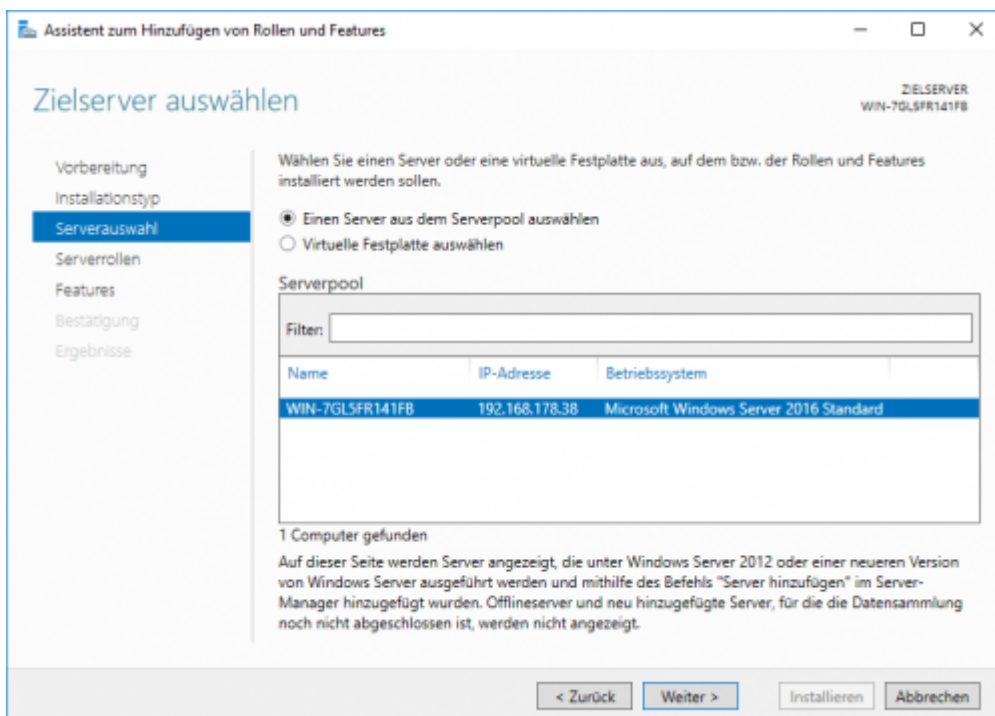 Assistent zum Hinzufügen von Rollen und Features
Zielserver auswählen
ZIELSERVER
WIN-7GL5FR141FB
Vorbereitung
Installationstyp
Serverauswahl
Serverrollen
Features
Bestätigung
Ergebnisse
Wählen Sie einen Server oder eine virtuelle Festplatte aus, auf dem bzw. der Rollen und Features
installiert werden sollen.
Einen Server aus dem Serverpool auswählen
Virtuelle Festplatte auswählen
Serverpool
Filter:
Name IP-Adresse Betriebssystem
WIN-7GL5FR141FB 192.168.178.38 Microsoft Windows Server 2016 Standard
1 Computer gefunden
Auf dieser Seite werden Server angezeigt, die unter Windows Server 2012 oder einer neueren Version
von Windows Server ausgeführt werden und mithilfe des Befehls "Server hinzufügen" im Server-
Manager hinzugefügt wurden. Offlineserver und neu hinzugefügte Server, für die die Datensammlung
noch nicht abgeschlossen ist, werden nicht angezeigt.
< Zurück Weiter > Installieren Abbrechen